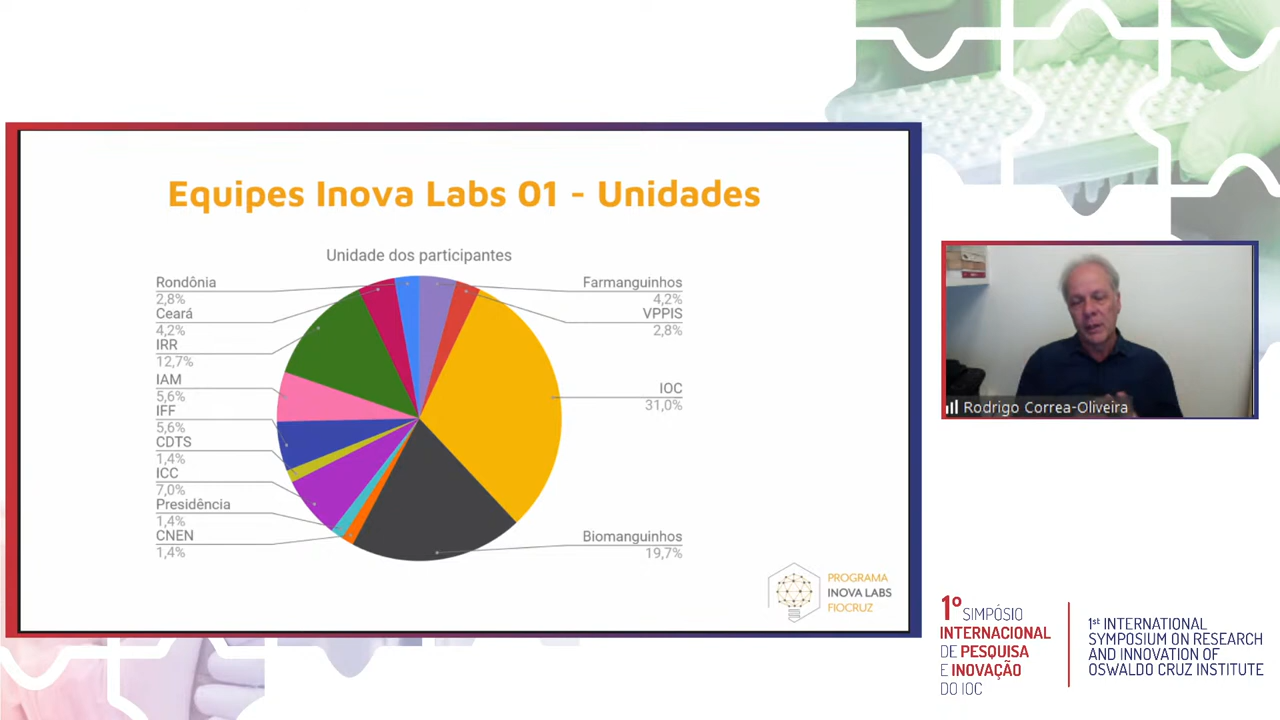 Equipes Inova Labs 01 - Unidades
Unidade dos participantes
Rondônia
2,8%
Ceará
4,2%
IRR
12,7%
IAM
5,6%
IFF
5,6%
CDTS
1,4%
ICC
7,0%
Presidência
1,4%
CNEN
1,4%
Farmanguinhos
4,2%
VPPIS
2,8%
IOC
31,0%
Biomanguinhos
19,7%
PROGRAMA
INOVA LABS
FIOCRUZ
Rodrigo Correa-Oliveira
1º SIMPÓSIO
INTERNACIONAL
DE PESQUISA
E INOVAÇÃO
DO IOC
1st INTERNATIONAL
SYMPOSIUM ON RESEARCH
AND INNOVATION OF
OSWALDO CRUZ INSTITUTE